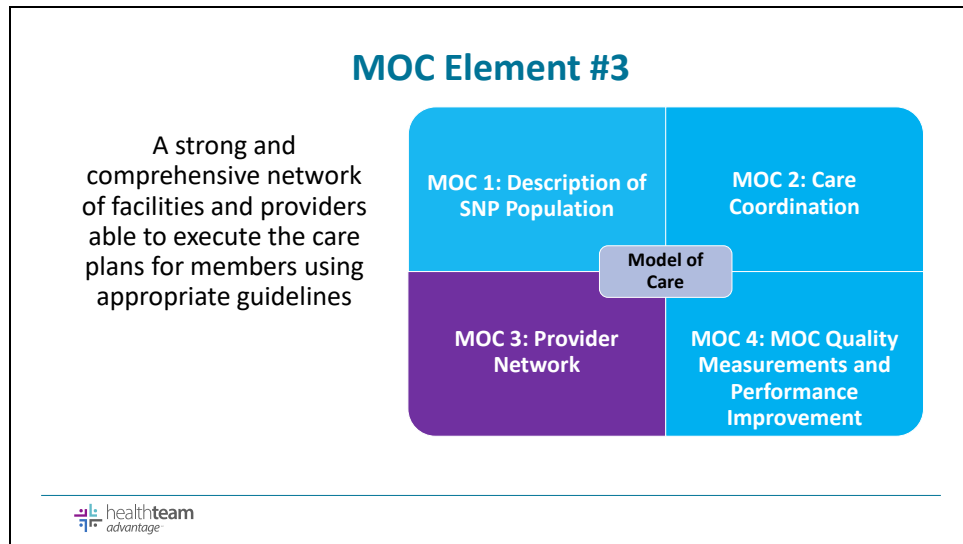 MOC Element #3
A strong and
comprehensive network
of facilities and providers
able to execute the care
plans for members using
appropriate guidelines
MOC 1: Description of
SNP Population
MOC 2: Care
Coordination
Model of
Care
MOC 3: Provider
Network
MOC 4: MOC Quality
Measurements and
Performance
Improvement
healthteam
advantage